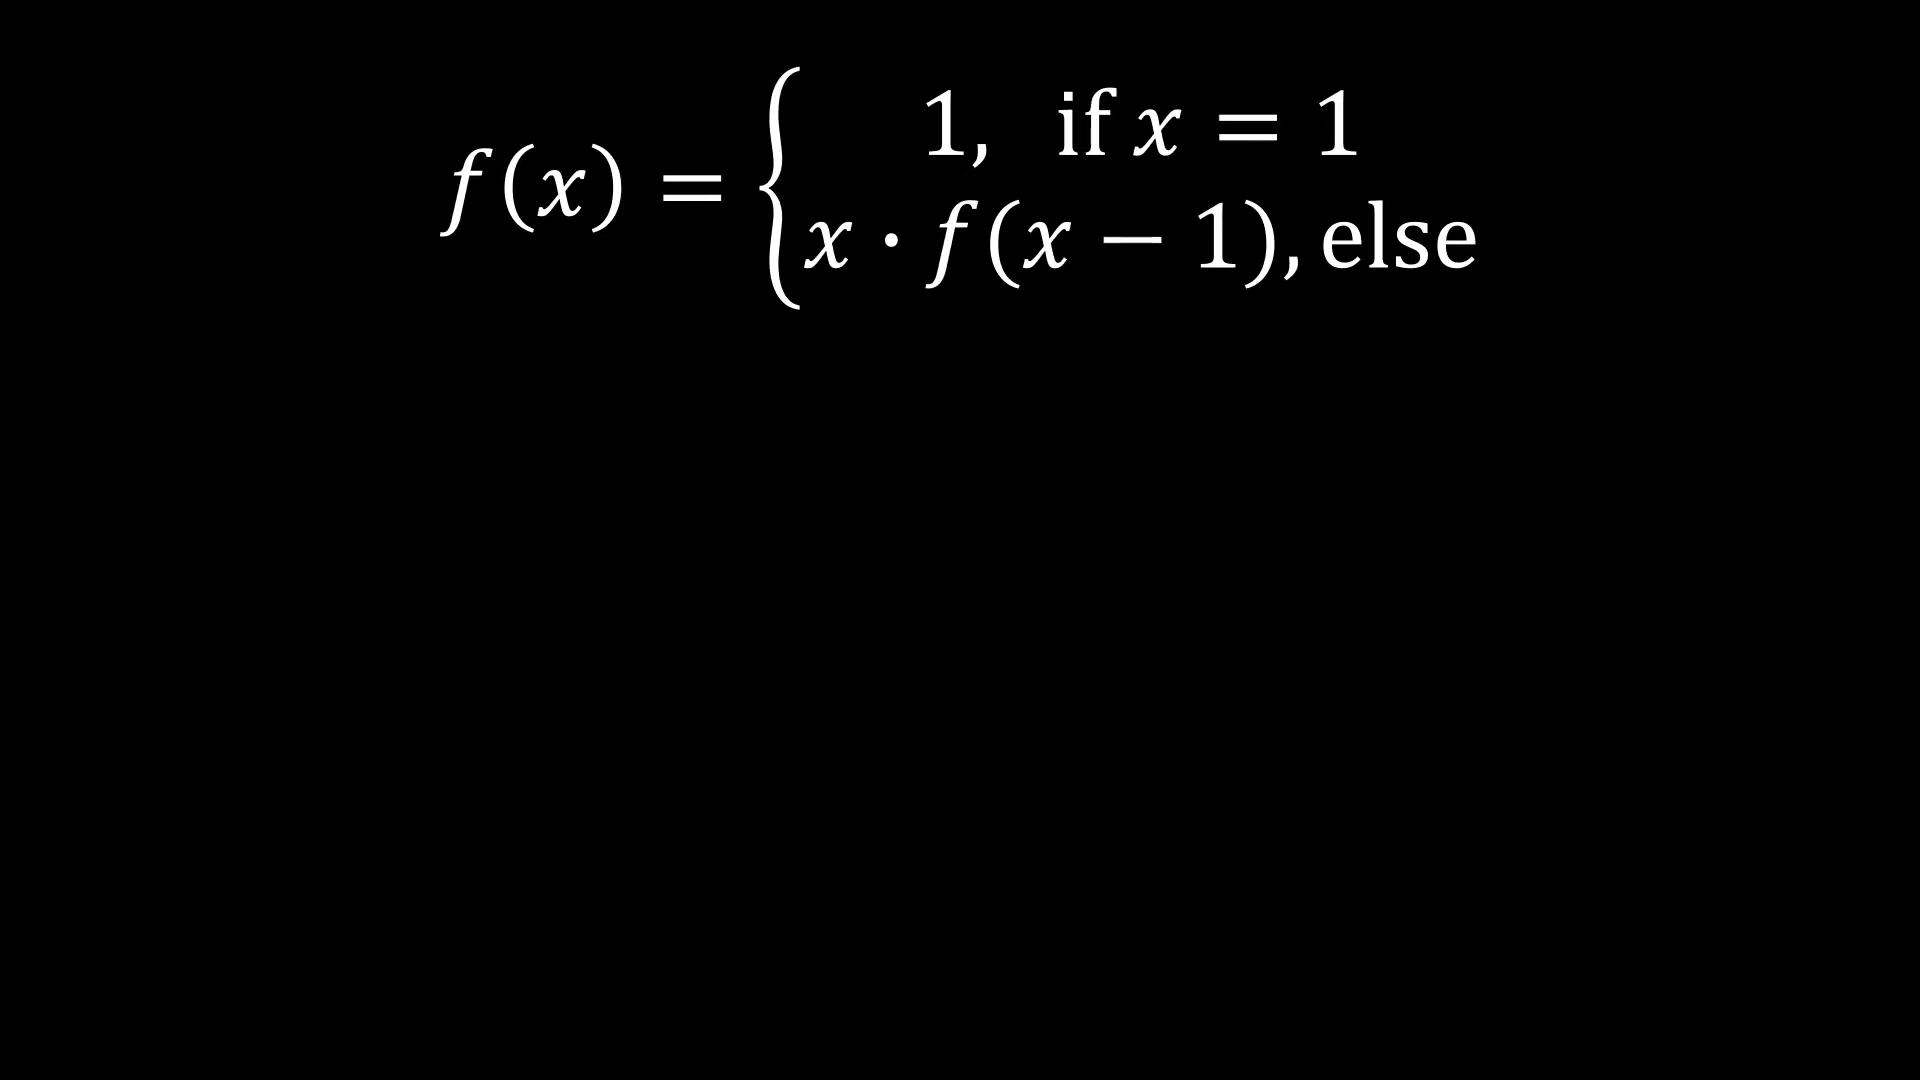 f(x) = { 1, if x = 1
x · f(x − 1), else